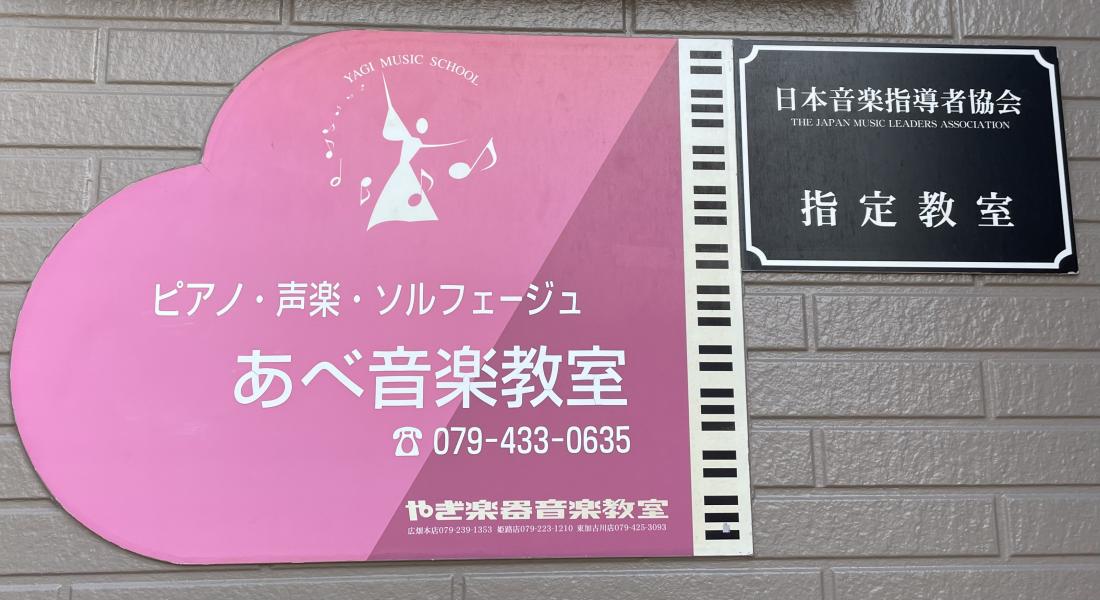 YAGI MUSIC SCHOOL
ピアノ・声楽・ソルフェージュ
あべ音楽教室
☎ 079-433-0635
やぎ楽器音楽教室
広畑本店079-239-1353 姫路店079-223-1210 東加古川店079-425-3093
日本音楽指導者協会
THE JAPAN MUSIC LEADERS ASSOCIATION
指定教室